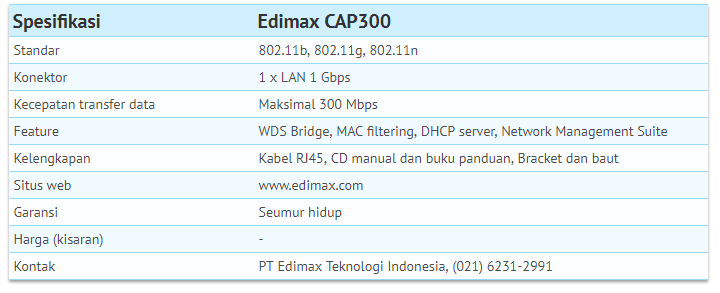 Spesifikasi Edimax CAP300
Standar 802.11b, 802.11g, 802.11n
Konektor 1 x LAN 1 Gbps
Kecepatan transfer data Maksimal 300 Mbps
Feature WDS Bridge, MAC filtering, DHCP server, Network Management Suite
Kelengkapan Kabel RJ45, CD manual dan buku panduan, Bracket dan baut
Situs web www.edimax.com
Garansi Seumur hidup
Harga (kisaran) -
Kontak PT Edimax Teknologi Indonesia, (021) 6231-2991